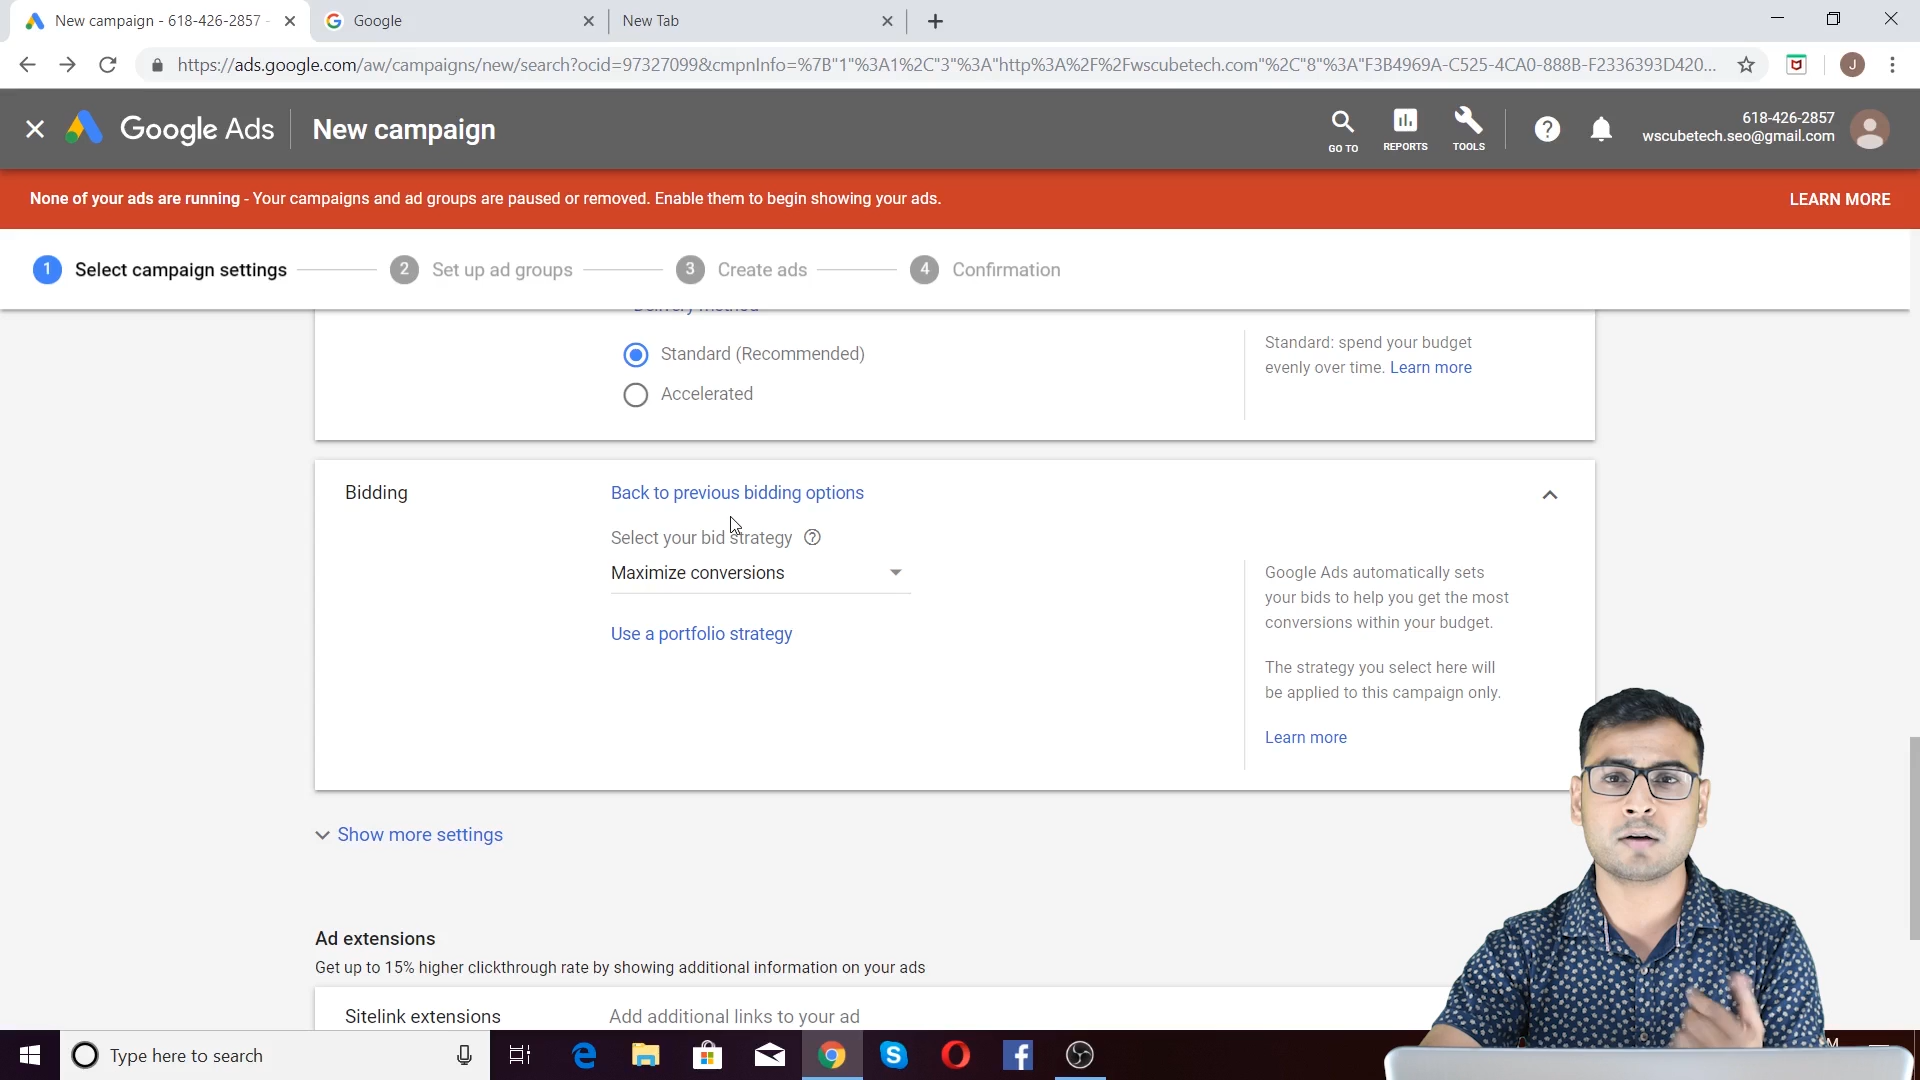 New campaign - 618-426-2857 -
Google
New Tab
https://ads.google.com/aw/campaigns/new/search?ocid=97327099&cmpnInfo=%7B"1"%3A1%2C"3"%3A"http%3A%2F%2Fwscubetech.com"%2C"8"%3A"F3B4969A-C525-4CA0-888B-F2336393D420...
J
Google Ads
New campaign
GO TO
REPORTS
TOOLS
618-426-2857
wscubetech.seo@gmail.com
None of your ads are running - Your campaigns and ad groups are paused or removed. Enable them to begin showing your ads.
LEARN MORE
1 Select campaign settings
2 Set up ad groups
3 Create ads
4 Confirmation
Delivery method
Standard (Recommended)
Accelerated
Standard: spend your budget
evenly over time. Learn more
Bidding
Back to previous bidding options
Select your bid strategy
Maximize conversions
Use a portfolio strategy
Google Ads automatically sets
your bids to help you get the most
conversions within your budget.
The strategy you select here will
be applied to this campaign only.
Learn more
Show more settings
Ad extensions
Get up to 15% higher clickthrough rate by showing additional information on your ads
Sitelink extensions
Add additional links to your ad
Type here to search